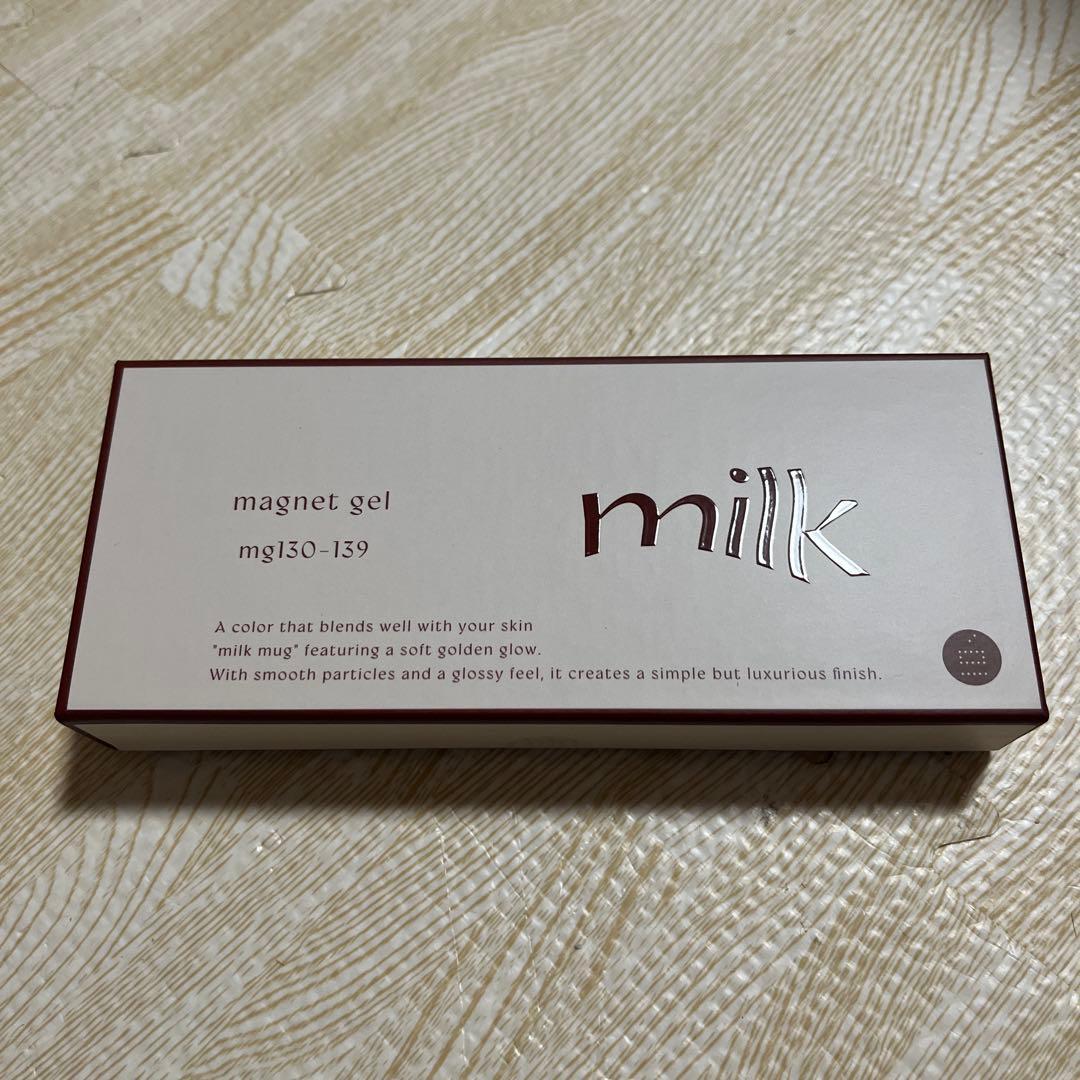 magnet gel
mg130-139
milk
A color that blends well with your skin
"milk mug" featuring a soft golden glow.
With smooth particles and a glossy feel, it creates a simple but luxurious finish.